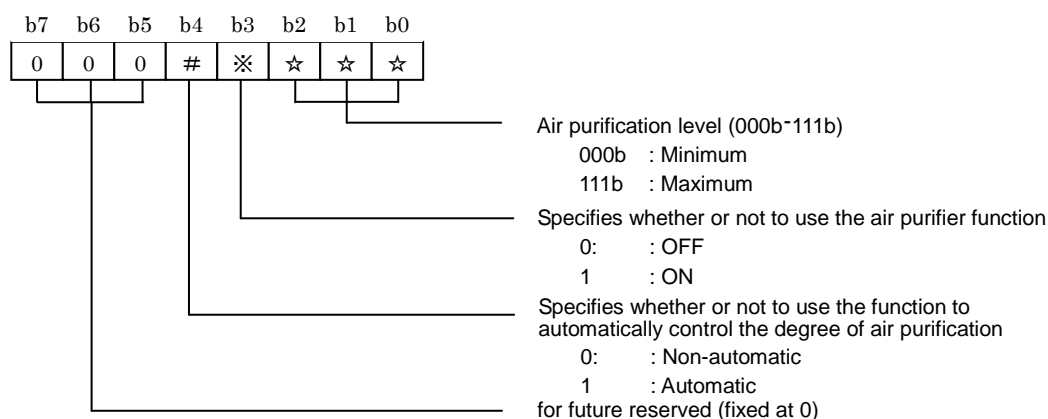 b7 b6 b5 b4 b3 b2 b1 b0
0 0 0 # ※ ☆ ☆ ☆
Air purification level (000b-111b)
000b : Minimum
111b : Maximum
Specifies whether or not to use the air purifier function
0: : OFF
1 : ON
Specifies whether or not to use the function to
automatically control the degree of air purification
0: : Non-automatic
1 : Automatic
for future reserved (fixed at 0)